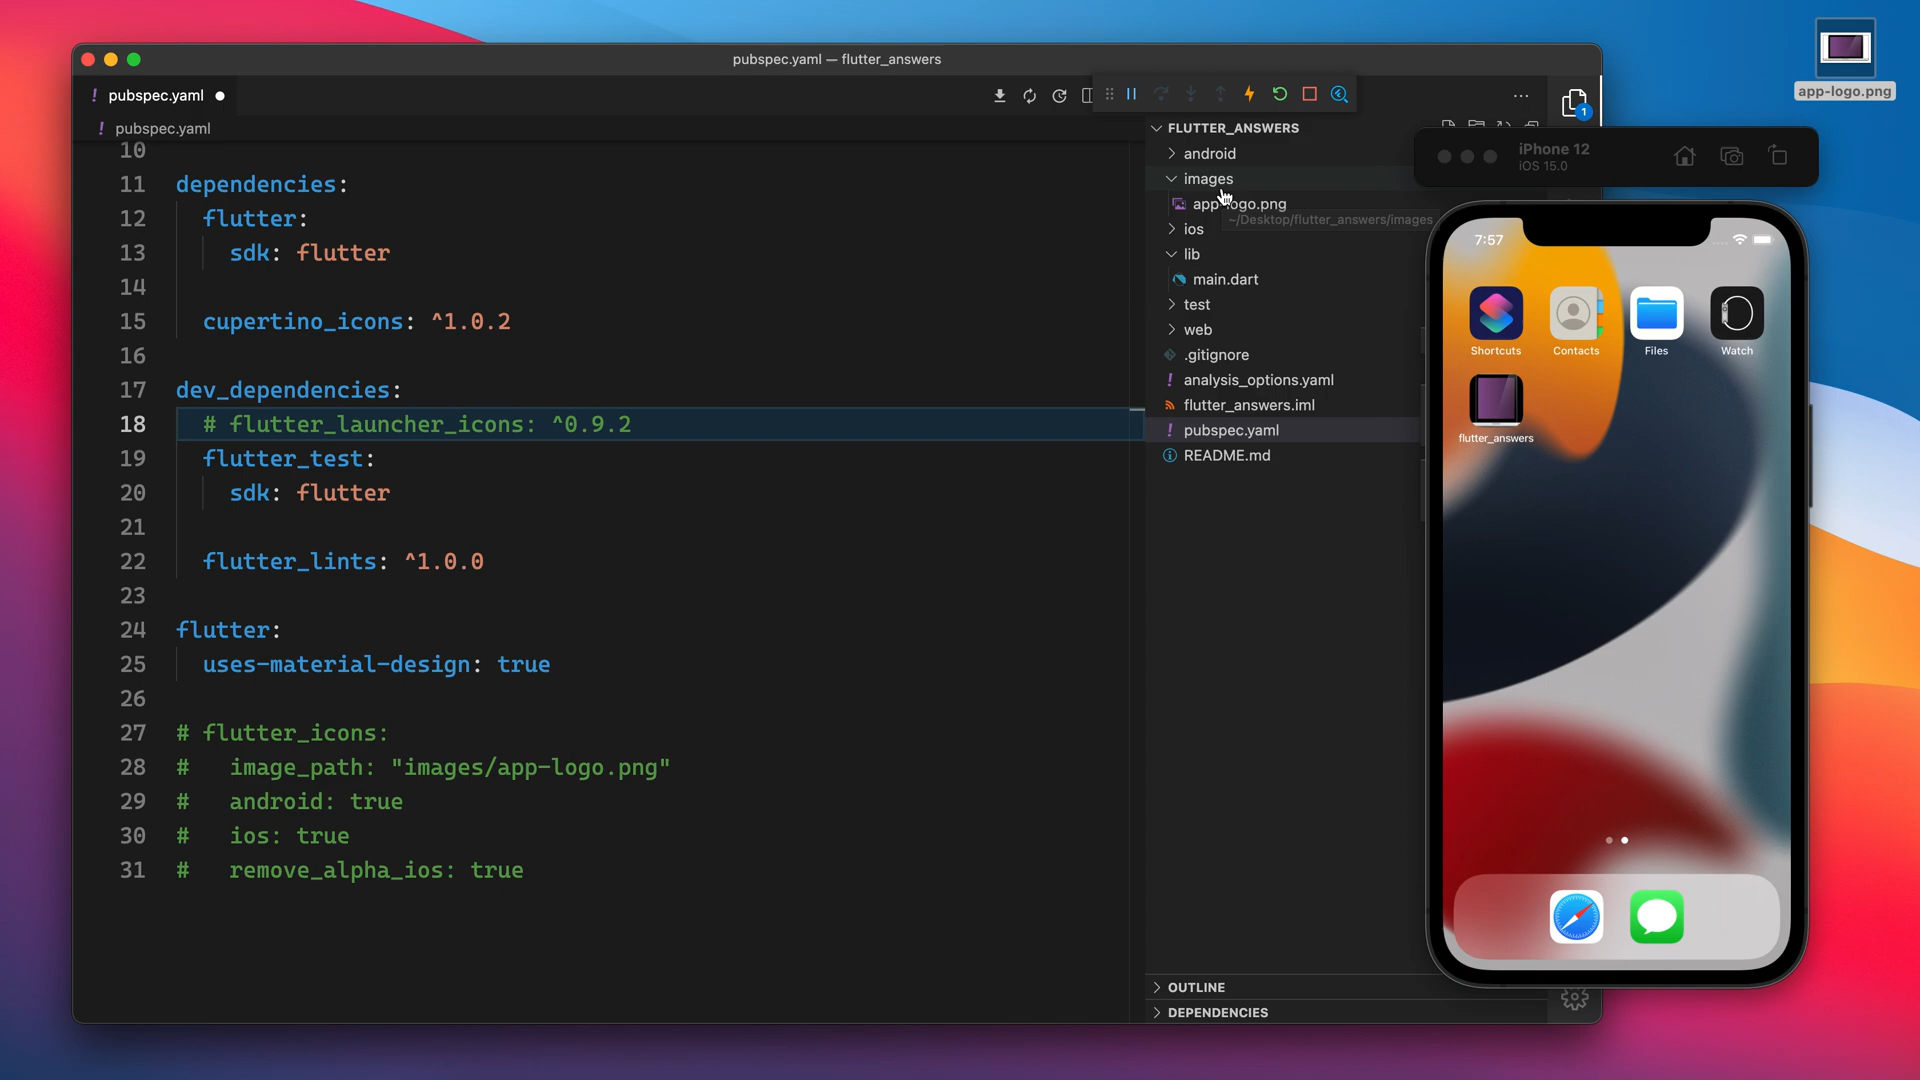 pubspec.yaml — flutter_answers
app-logo.png
! pubspec.yaml
! pubspec.yaml
10
11 dependencies:
12 flutter:
13 sdk: flutter
14
15 cupertino_icons: ^1.0.2
16
17 dev_dependencies:
18 # flutter_launcher_icons: ^0.9.2
19 flutter_test:
20 sdk: flutter
21
22 flutter_lints: ^1.0.0
23
24 flutter:
25 uses-material-design: true
26
27 # flutter_icons:
28 # image_path: "images/app-logo.png"
29 # android: true
30 # ios: true
31 # remove_alpha_ios: true
FLUTTER_ANSWERS
android
images
app-logo.png
~/Desktop/flutter_answers/images
ios
lib
main.dart
test
web
.gitignore
! analysis_options.yaml
flutter_answers.iml
! pubspec.yaml
README.md
OUTLINE
DEPENDENCIES
1
iPhone 12
iOS 15.0
7:57
Shortcuts
Contacts
Files
Watch
flutter_answers